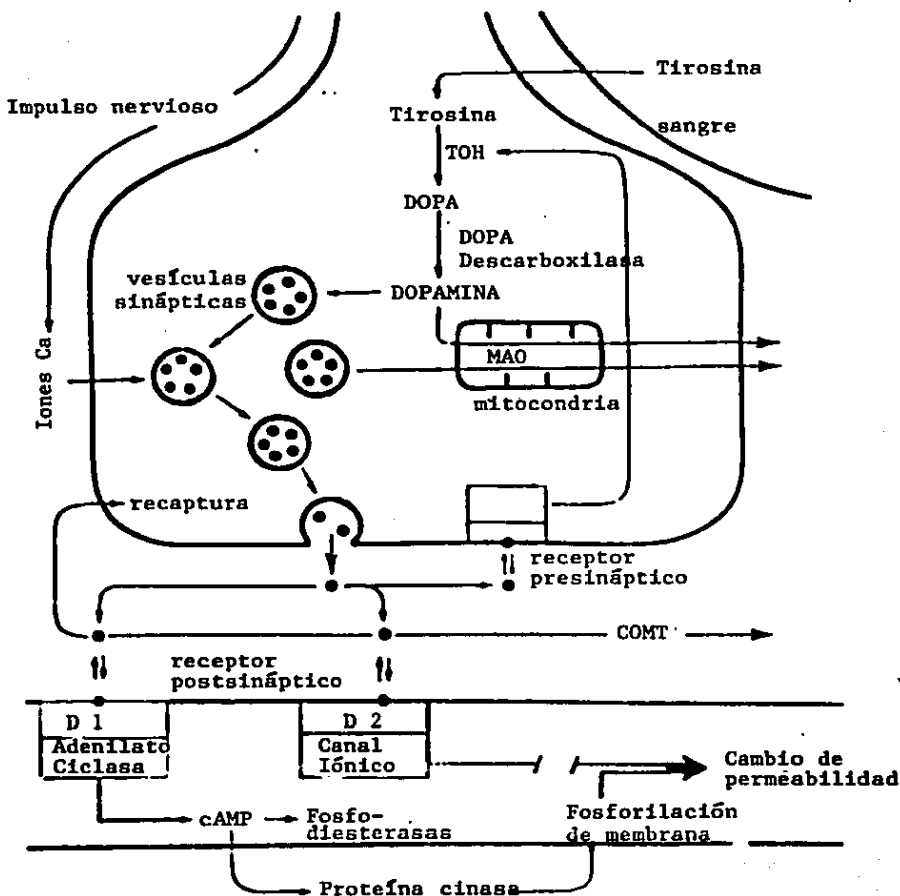 Tirosina
Impulso nervioso
Tirosina
sangre
TOH
DOPA
DOPA
Descarboxilasa
vesículas
sinápticas
DOPAMINA
Iones Ca
MAO
mitocondria
recaptura
receptor
presináptico
COMT
receptor
postsináptico
D 1
Adenilato
Ciclasa
D 2
Canal
Iónico
Cambio de
permeabilidad
cAMP
Fosfo-
diesterasas
Fosforilación
de membrana
Proteína cinasa